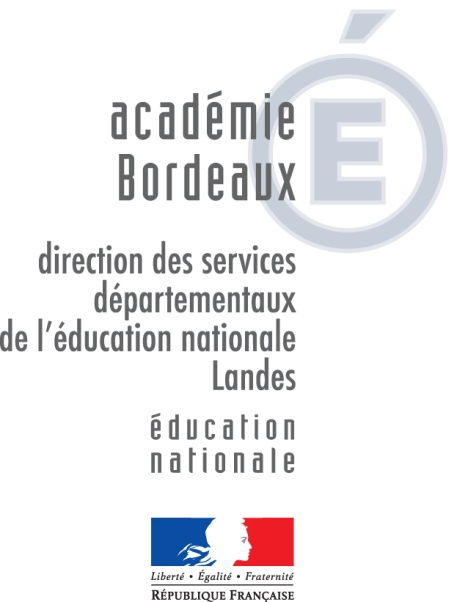 É
académie
Bordeaux
direction des services
départementaux
de l'éducation nationale
Landes
éducation
nationale
Liberté • Égalité • Fraternité
RÉPUBLIQUE FRANÇAISE